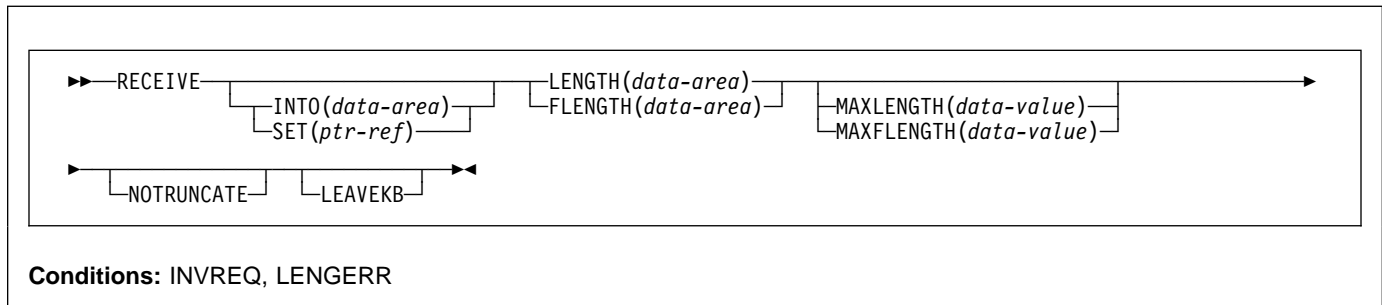 RECEIVE LENGTH(data-area)
INTO(data-area) FLENGTH(data-area) MAXLENGTH(data-value)
SET(ptr-ref) MAXFLENGTH(data-value)
NOTRUNCATE LEAVEKB
Conditions: INVREQ, LENGERR